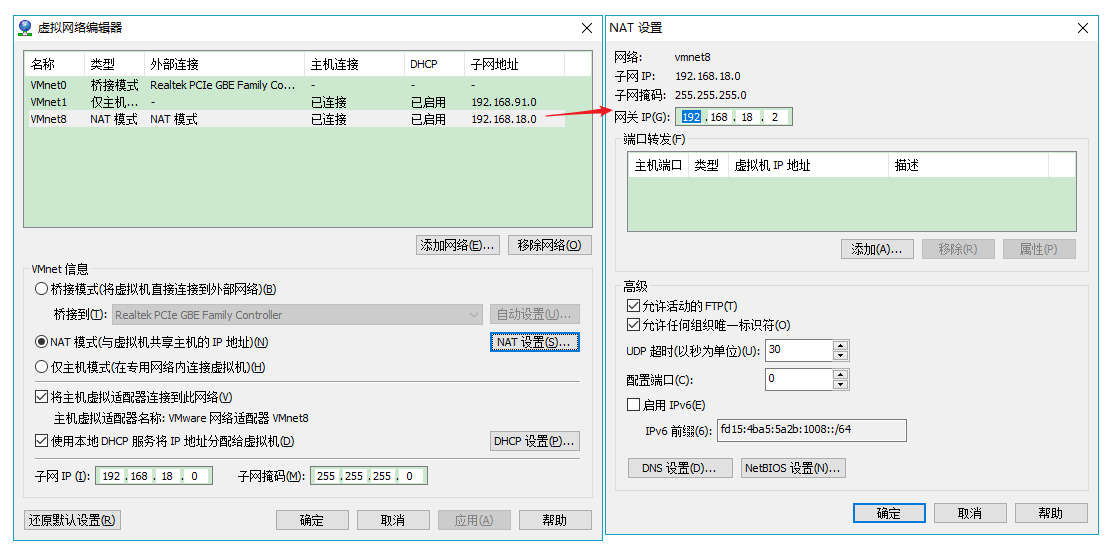 虚拟网络编辑器
名称 类型 外部连接 主机连接 DHCP 子网地址
VMnet0 桥接模式 Realtek PCIe GBE Family Co... - - -
VMnet1 仅主机... - 已连接 已启用 192.168.91.0
VMnet8 NAT 模式 NAT 模式 已连接 已启用 192.168.18.0
添加网络(E)... 移除网络(O)
VMnet 信息
桥接模式(将虚拟机直接连接到外部网络)(B)
桥接到(T): Realtek PCIe GBE Family Controller 自动设置(U)...
NAT 模式(与虚拟机共享主机的 IP 地址)(N) NAT 设置(S)...
仅主机模式(在专用网络内连接虚拟机)(H)
将主机虚拟适配器连接到此网络(V)
主机虚拟适配器名称: VMware 网络适配器 VMnet8
使用本地 DHCP 服务将 IP 地址分配给虚拟机(D) DHCP 设置(P)...
子网 IP (I): 192 .168 . 18 . 0 子网掩码(M): 255 .255 .255 . 0
还原默认设置(R) 确定 取消 应用(A) 帮助
NAT 设置
网络: vmnet8
子网 IP: 192.168.18.0
子网掩码: 255.255.255.0
网关 IP(G): 192 .168 . 18 . 2
端口转发(F)
主机端口 类型 虚拟机 IP 地址 描述
添加(A)... 移除(R) 属性(P)
高级
允许活动的 FTP(T)
允许任何组织唯一标识符(O)
UDP 超时(以秒为单位)(U): 30
配置端口(C): 0
启用 IPv6(E)
IPv6 前缀(6): fd15:4ba5:5a2b:1008::/64
DNS 设置(D)... NetBIOS 设置(N)...
确定 取消 帮助